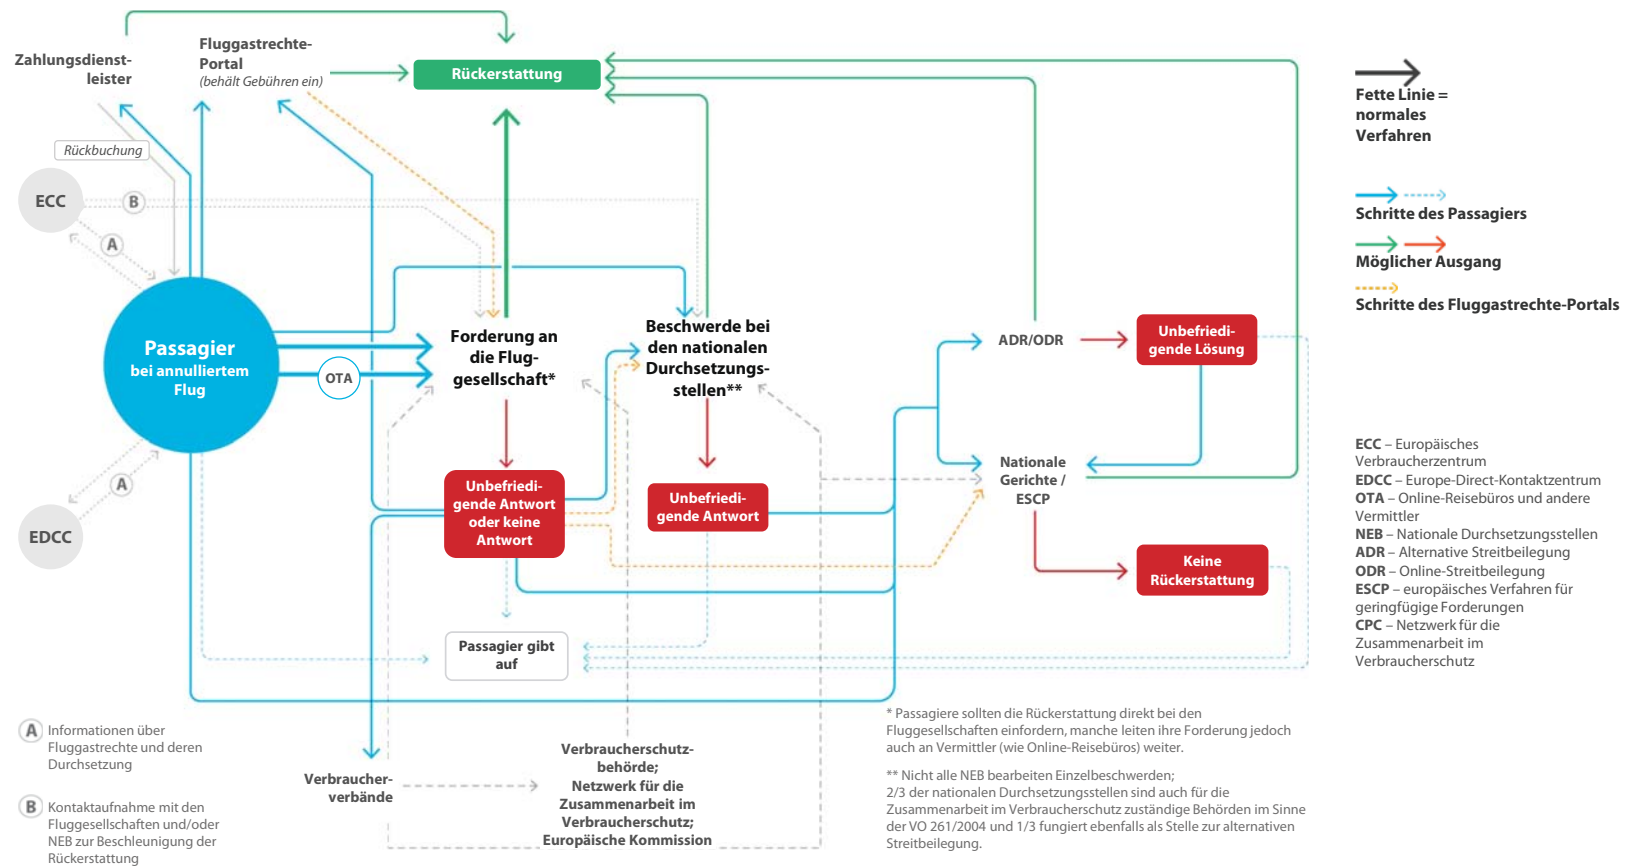 Zahlungsdienst-
leister
Fluggastrechte-
Portal
(behält Gebühren ein)
Rückerstattung
Rückbuchung
ECC
B
A
Passagier
bei annulliertem
Flug
OTA
A
EDCC
Forderung an
die Flug-
gesellschaft*
Beschwerde bei
den nationalen
Durchsetzungs-
stellen**
ADR/ODR
Unbefriedi-
gende Lösung
Unbefriedi-
gende Antwort
oder keine
Antwort
Unbefriedi-
gende Antwort
Nationale
Gerichte /
ESCP
Keine
Rückerstattung
Passagier gibt
auf
Verbraucher-
verbände
Verbraucherschutz-
behörde;
Netzwerk für die
Zusammenarbeit im
Verbraucherschutz;
Europäische Kommission
A Informationen über
Fluggastrechte und deren
Durchsetzung
B Kontaktaufnahme mit den
Fluggesellschaften und/oder
NEB zur Beschleunigung der
Rückerstattung
* Passagiere sollten die Rückerstattung direkt bei den
Fluggesellschaften einfordern, manche leiten ihre Forderung jedoch
auch an Vermittler (wie Online-Reisebüros) weiter.
** Nicht alle NEB bearbeiten Einzelbeschwerden;
2/3 der nationalen Durchsetzungsstellen sind auch für die
Zusammenarbeit im Verbraucherschutz zuständige Behörden im Sinne
der VO 261/2004 und 1/3 fungiert ebenfalls als Stelle zur alternativen
Streitbeilegung.
Fette Linie =
normales
Verfahren
Schritte des Passagiers
Möglicher Ausgang
Schritte des Fluggastrechte-Portals
ECC – Europäisches
Verbraucherzentrum
EDCC – Europe-Direct-Kontaktzentrum
OTA – Online-Reisebüros und andere
Vermittler
NEB – Nationale Durchsetzungsstellen
ADR – Alternative Streitbeilegung
ODR – Online-Streitbeilegung
ESCP – europäisches Verfahren für
geringfügige Forderungen
CPC – Netzwerk für die
Zusammenarbeit im
Verbraucherschutz